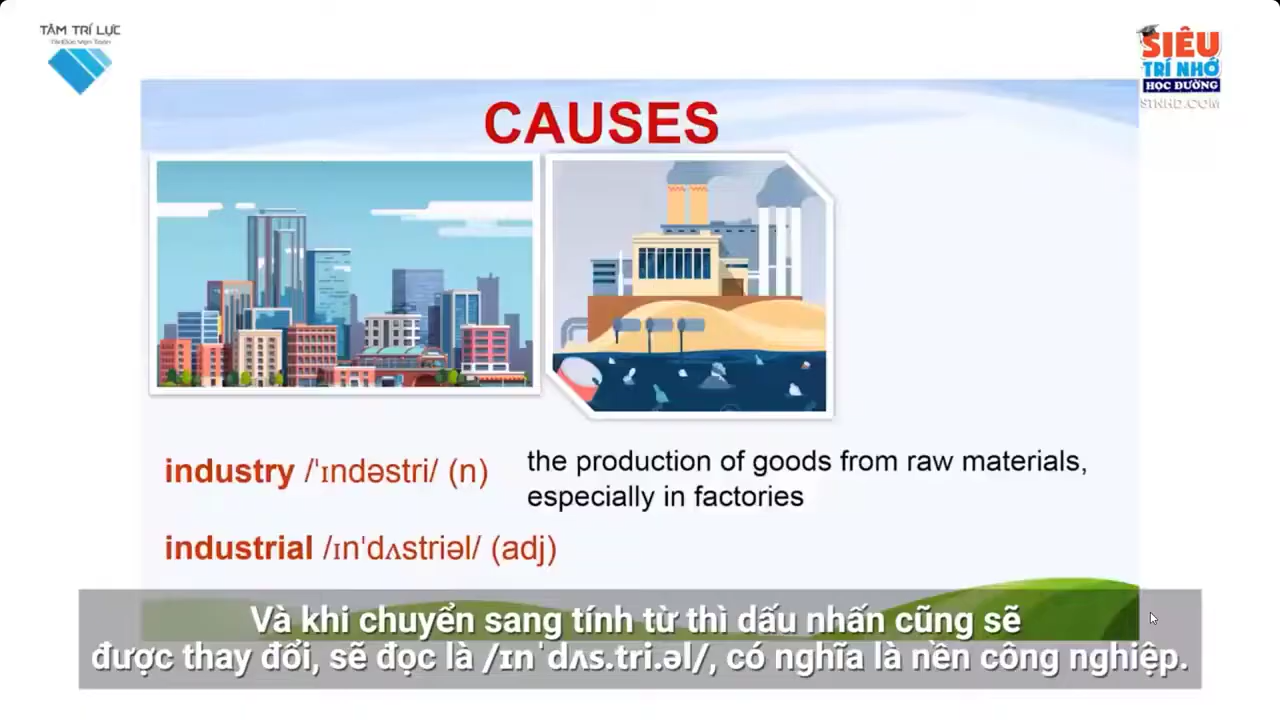 TÂM TRÍ LỰC
SIÊU
TRÍ NHỚ
HỌC ĐƯỜNG
STNHD.COM
CAUSES
industry /ˈɪndəstri/ (n)
the production of goods from raw materials,
especially in factories
industrial /ɪnˈdʌstriəl/ (adj)
Và khi chuyển sang tính từ thì dấu nhấn cũng sẽ
được thay đổi, sẽ đọc là /ɪnˈdʌs.tri.əl/, có nghĩa là nền công nghiệp.